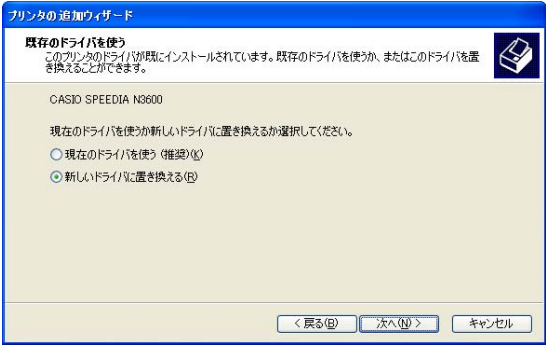 プリンタの追加ウィザード
既存のドライバを使う
このプリンタのドライバが既にインストールされています。既存のドライバを使うか、またはこのドライバを置
き換えることができます。
CASIO SPEEDIA N3600
現在のドライバを使うか新しいドライバに置き換えるか選択してください。
現在のドライバを使う (推奨)(K)
新しいドライバに置き換える(R)
< 戻る(B)
次へ(N) >
キャンセル